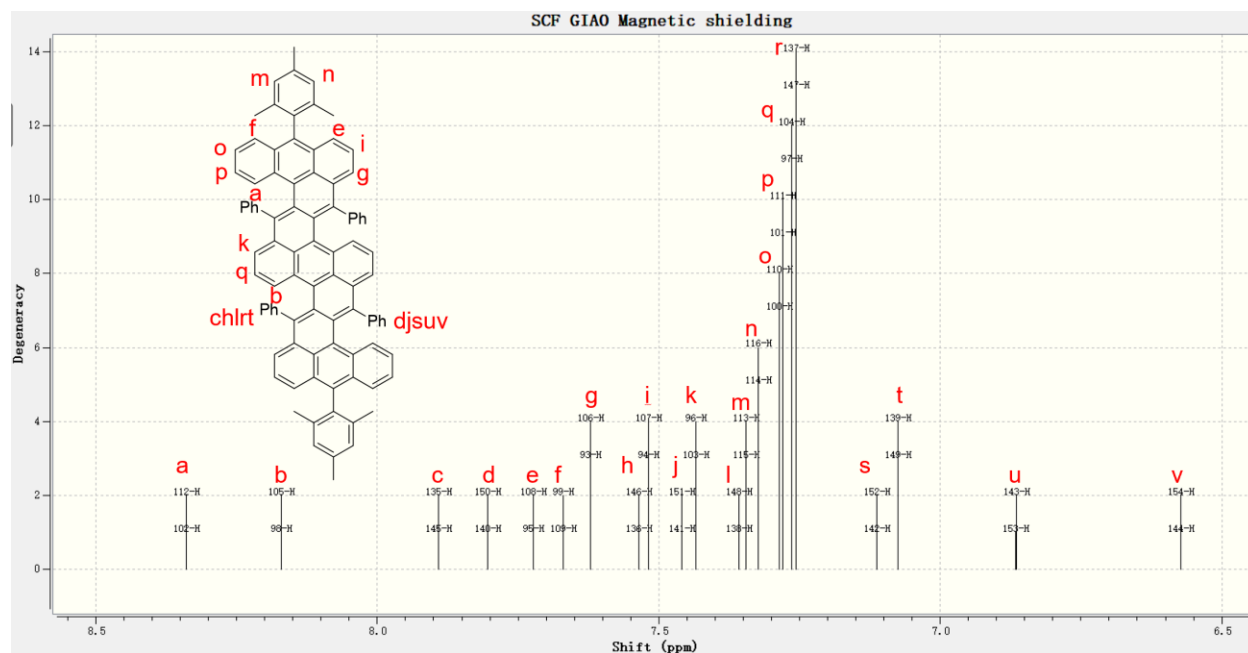 SCF GIAO Magnetic shielding
14
12
10
8
6
4
2
0
Degeneracy
8.5
8.0
7.5
7.0
6.5
Shift (ppm)
m
n
f
e
o
i
p
g
a
Ph
Ph
k
q
b
Ph
chlrt
Ph
djsuv
a
112-H
102-H
b
105-H
98-H
c
135-H
145-H
d
150-H
140-H
e
108-H
95-H
f
99-H
109-H
g
106-H
93-H
h
146-H
136-H
i
107-H
94-H
j
151-H
141-H
k
96-H
103-H
l
148-H
138-H
m
113-H
115-H
n
116-H
114-H
o
110-H
100-H
p
111-H
101-H
q
104-H
97-H
r
137-H
147-H
s
152-H
142-H
t
139-H
149-H
u
143-H
153-H
v
154-H
144-H